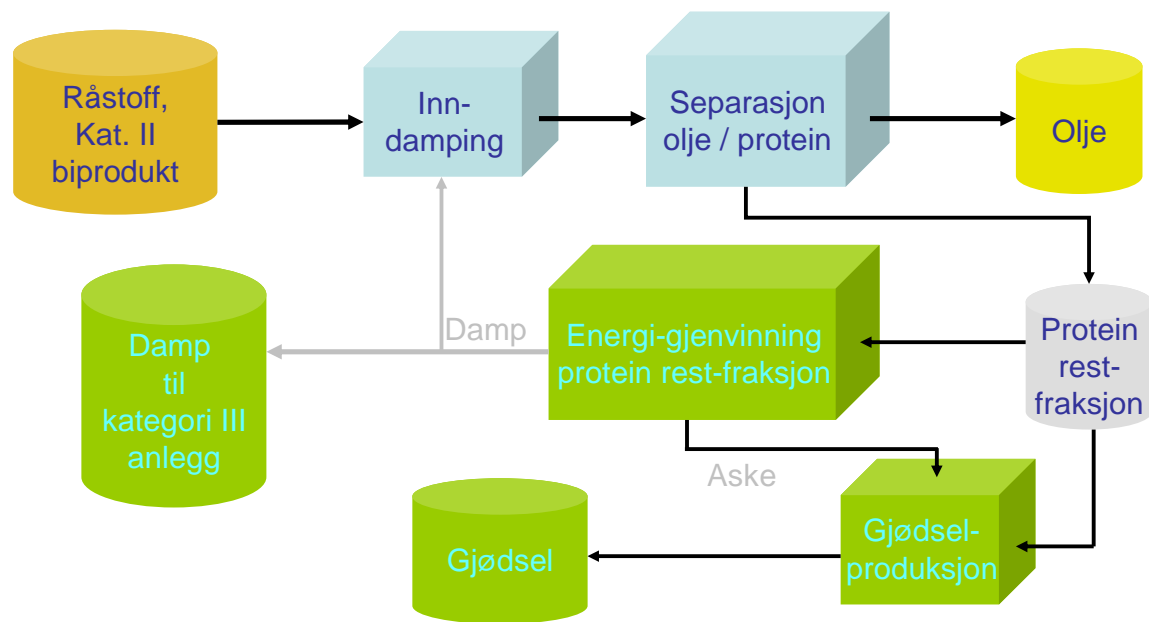 Råstoff,
Kat. II
biprodukt
Inn-
damping
Separasjon
olje / protein
Olje
Damp
til
kategori III
anlegg
Damp
Energi-gjenvinning
protein rest-fraksjon
Protein
rest-
fraksjon
Aske
Gjødsel
Gjødsel-
produksjon